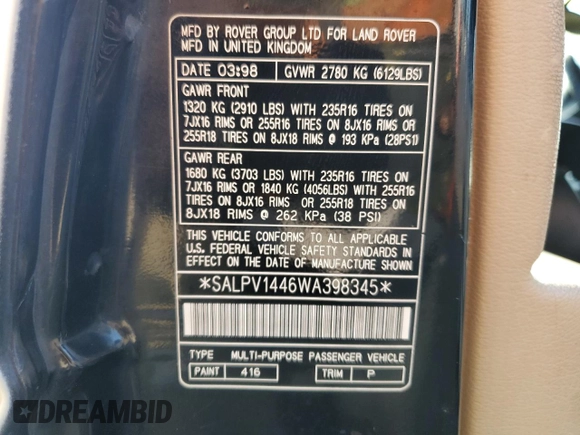 MFD BY ROVER GROUP LTD FOR LAND ROVER
MFD IN UNITED KINGDOM
DATE 03:98 GVWR 2780 KG (6129LBS)
GAWR FRONT
1320 KG (2910 LBS) WITH 235R16 TIRES ON
7JX16 RIMS OR 255R16 TIRES ON 8JX16 RIMS OR
255R18 TIRES ON 8JX18 RIMS @ 193 KPa (28PSI)
GAWR REAR
1680 KG (3703 LBS) WITH 235R16 TIRES ON
7JX16 RIMS OR 1840 KG (4056LBS) WITH 255R16
TIRES ON 8JX16 RIMS OR 255R18 TIRES ON
8JX18 RIMS @ 262 KPa (38 PSI)
THIS VEHICLE CONFORMS TO ALL APPLICABLE
U.S. FEDERAL VEHICLE SAFETY STANDARDS IN
EFFECT ON THE DATE OF MANUFACTURE SHOWN.
*SALPV1446WA398345*
TYPE MULTI-PURPOSE PASSENGER VEHICLE
PAINT 416 TRIM P
DREAMBID